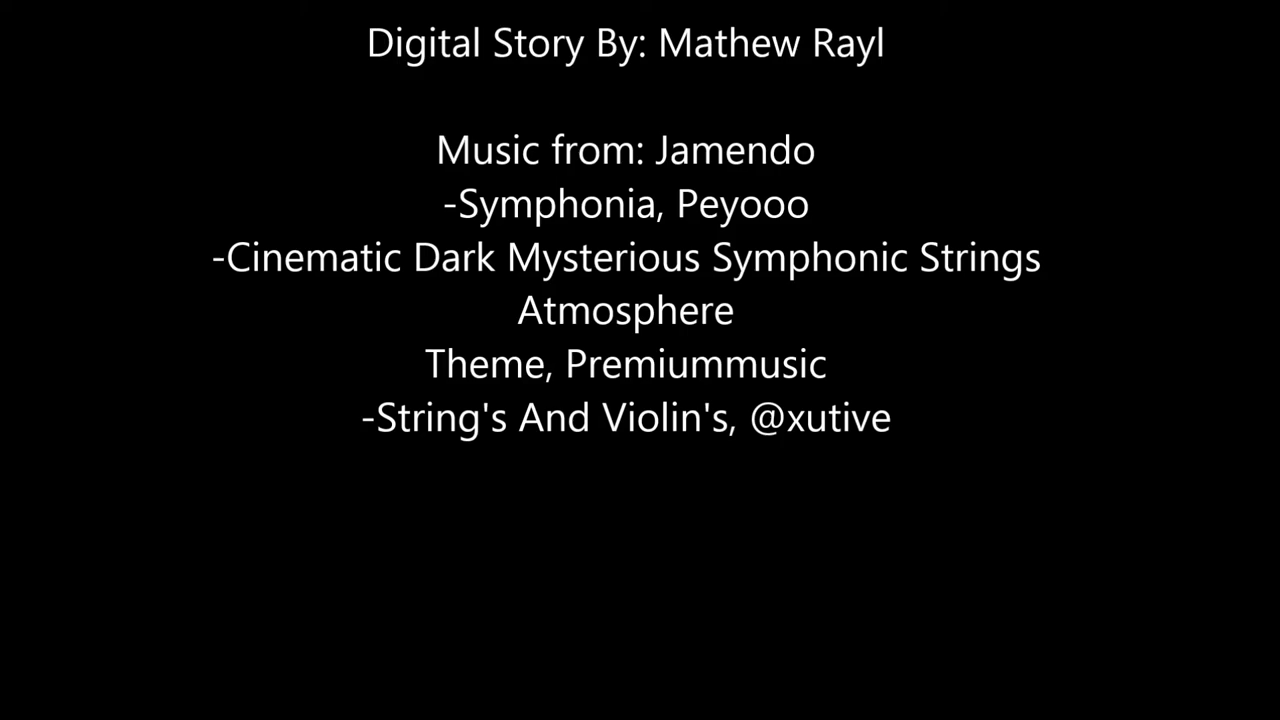 Digital Story By: Mathew Rayl
Music from: Jamendo
-Symphonia, Peyooo
-Cinematic Dark Mysterious Symphonic Strings
Atmosphere
Theme, Premiummusic
-String's And Violin's, @xutive